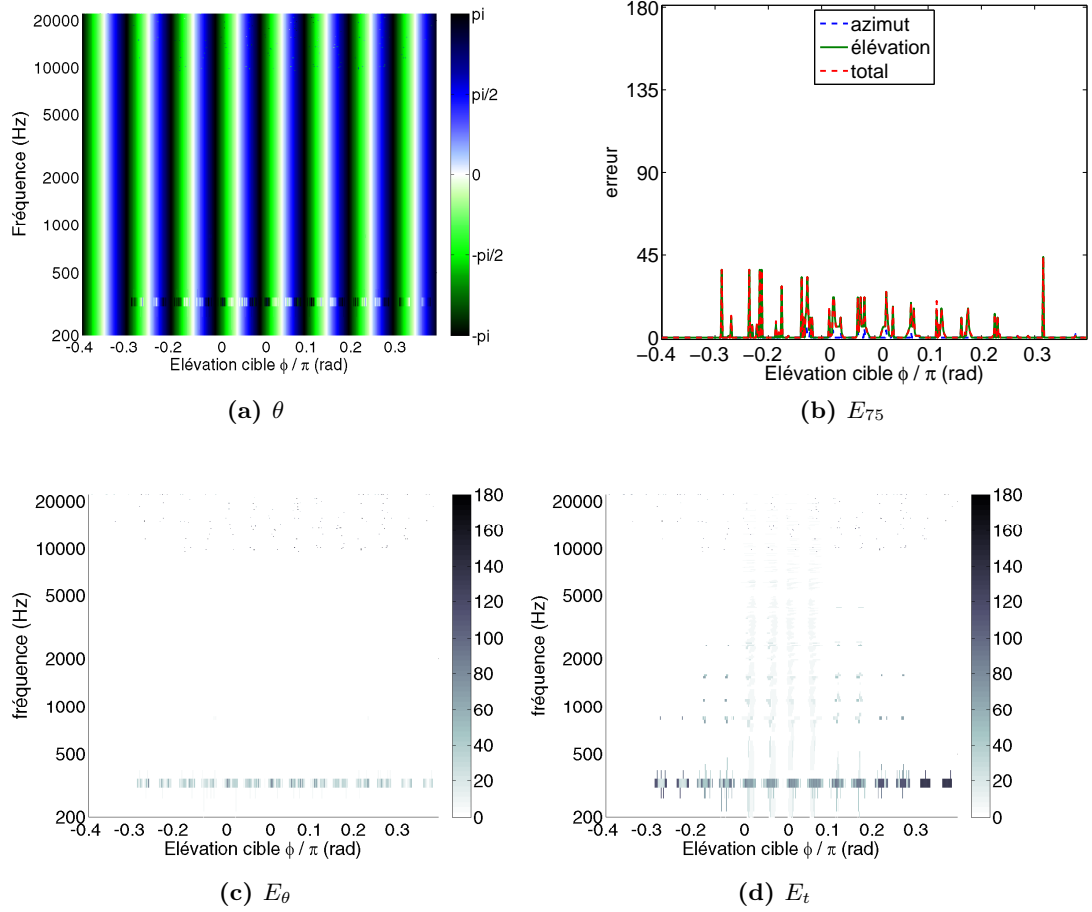 20000
10000
5000
2000
1000
500
200
Fréquence (Hz)
-0.4 -0.3 -0.2 -0.1 0 0 0.1 0.2 0.3
Elévation cible ϕ / π (rad)
pi
pi/2
0
-pi/2
-pi
(a) θ
180
135
90
45
0
erreur
azimut
élévation
total
−0.4 −0.3 −0.2 −0.1 0 0 0.1 0.2 0.3
Elévation cible ϕ / π (rad)
(b) E75
20000
10000
5000
2000
1000
500
200
fréquence (Hz)
-0.4 -0.3 -0.2 -0.1 0 0 0.1 0.2 0.3
Elévation cible ϕ / π (rad)
180
160
140
120
100
80
60
40
20
0
(c) Eθ
20000
10000
5000
2000
1000
500
200
fréquence (Hz)
-0.4 -0.3 -0.2 -0.1 0 0 0.1 0.2 0.3
Elévation cible ϕ / π (rad)
180
160
140
120
100
80
60
40
20
0
(d) Et